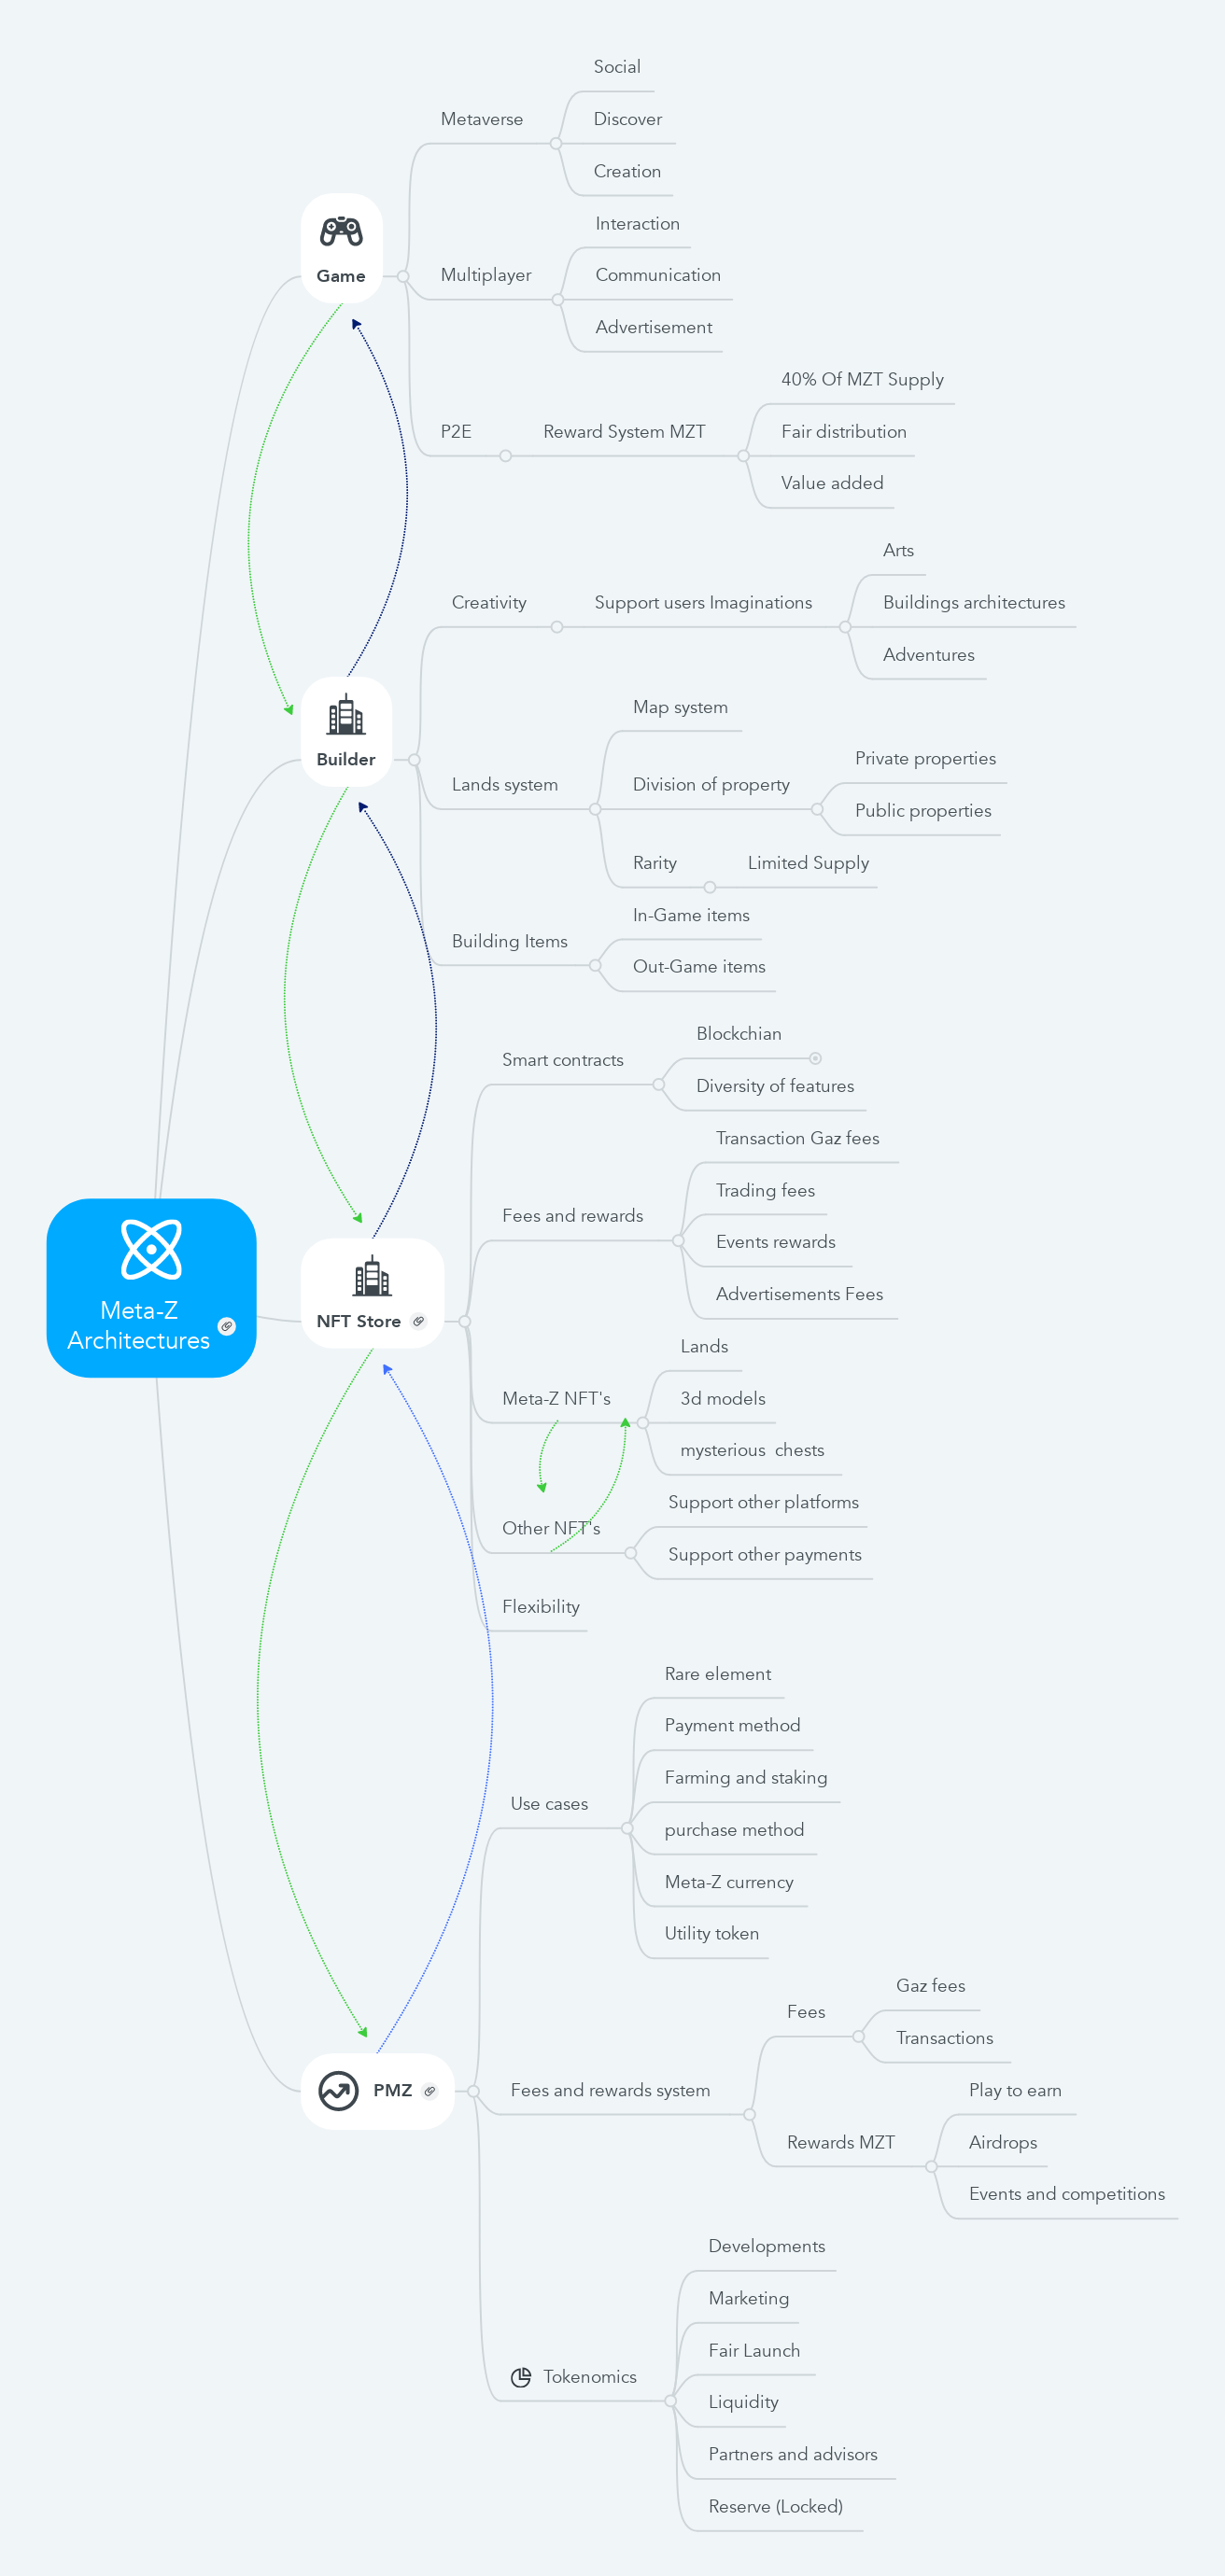 Social
Metaverse
Discover
Creation
Interaction
Game
Multiplayer
Communication
Advertisement
40% Of MZT Supply
P2E
Reward System MZT
Fair distribution
Value added
Arts
Creativity
Support users Imaginations
Buildings architectures
Adventures
Map system
Builder
Lands system
Division of property
Private properties
Public properties
Rarity
Limited Supply
In-Game items
Building Items
Out-Game items
Blockchian
Smart contracts
Diversity of features
Transaction Gaz fees
Trading fees
Fees and rewards
Events rewards
Advertisements Fees
Meta-Z
Architectures
NFT Store
Lands
Meta-Z NFT's
3d models
mysterious  chests
Support other platforms
Other NFT's
Support other payments
Flexibility
Rare element
Payment method
Farming and staking
Use cases
purchase method
Meta-Z currency
Utility token
Gaz fees
Fees
Transactions
PMZ
Fees and rewards system
Play to earn
Rewards MZT
Airdrops
Events and competitions
Developments
Marketing
Fair Launch
Tokenomics
Liquidity
Partners and advisors
Reserve (Locked)